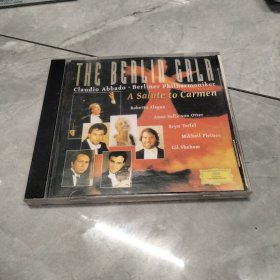 THE BERLIN GALA
Claudio Abbado · Berliner Philharmoniker
A Salute to Carmen
Roberto Alagna
Anne Sofie von Otter
Bryn Terfel
Mikhail Pletnev
Gil Shaham